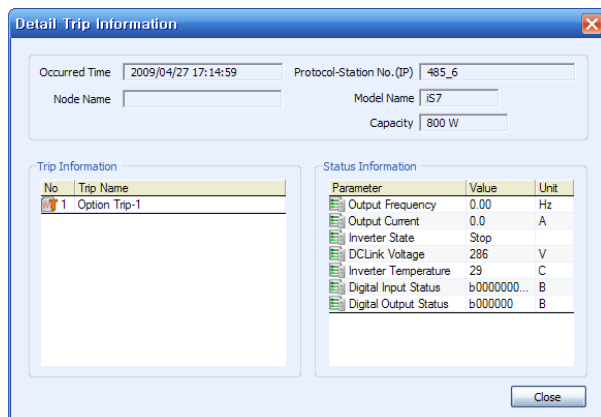 Detail Trip Information
Occurred Time 2009/04/27 17:14:59 Protocol-Station No.(IP) 485_6
Node Name Model Name iS7
Capacity 800 W
Trip Information
No Trip Name
1 Option Trip-1
Status Information
Parameter Value Unit
Output Frequency 0.00 Hz
Output Current 0.0 A
Inverter State Stop
DCLink Voltage 286 V
Inverter Temperature 29 C
Digital Input Status b0000000... B
Digital Output Status b000000 B
Close